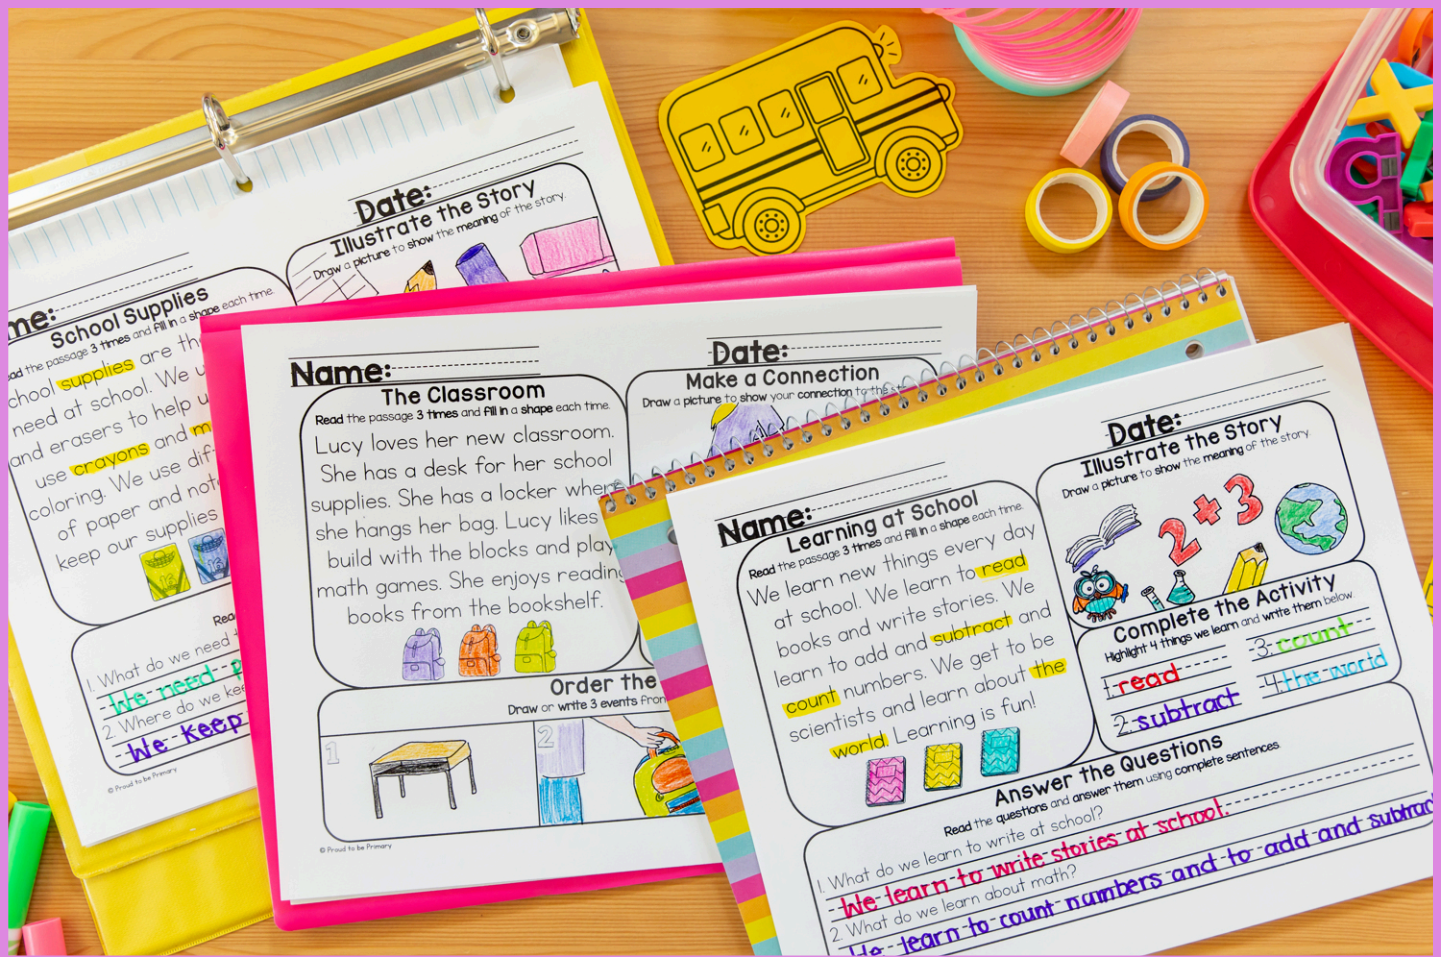 Date:
Illustrate the Story
Draw a picture to show the meaning of the story.
School Supplies
the passage 3 times and fill in a shape each time.
supplies are
need at school. We
and erasers to help
use crayons and
coloring. We use
of paper and
keep our supplies
16
16
1. What do we need
We need
2. Where do we
We keep
© Proud to be Primary
Name:
Date:
The Classroom
Read the passage 3 times and fill in a shape each time.
Lucy loves her new classroom.
She has a desk for her school
supplies. She has a locker where
she hangs her bag. Lucy likes
build with the blocks and play
math games. She enjoys reading
books from the bookshelf.
Make a Connection
Draw a picture to show your connection to the
Order the
Draw or write 3 events from
1
2
© Proud to be Primary
Name:
Date:
Learning at School
Read the passage 3 times and fill in a shape each time.
We learn new things every day
at school. We learn to read
books and write stories. We
learn to add and subtract and
count numbers. We get to be
scientists and learn about the
world. Learning is fun!
Illustrate the Story
Draw a picture to show the meaning of the story.
2+3
Complete the Activity
Highlight 4 things we learn and write them below.
1. read
2. subtract
3. count
4. the world
Answer the Questions
Read the questions and answer them using complete sentences.
1. What do we learn to write at school?
We learn to write stories at school.
2. What do we learn about math?
We learn to count numbers and to add and subtract